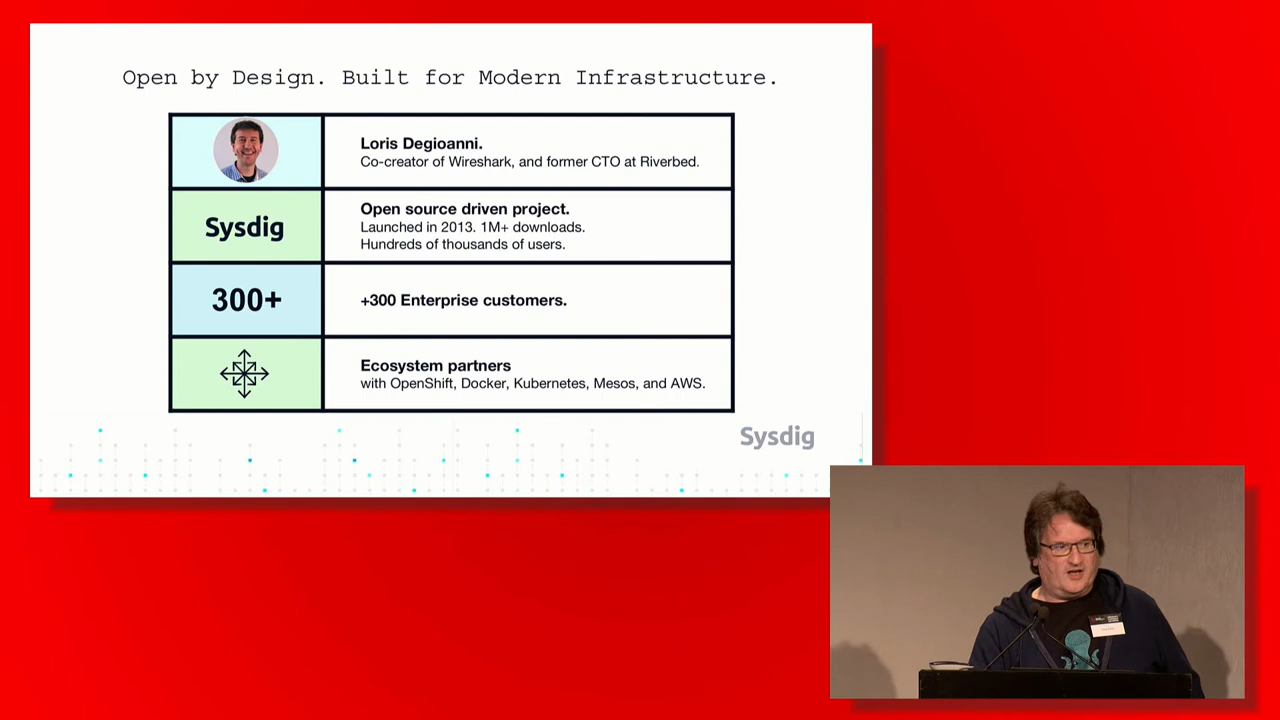 Open by Design. Built for Modern Infrastructure.
Loris Degioanni.
Co-creator of Wireshark, and former CTO at Riverbed.
Sysdig
Open source driven project.
Launched in 2013. 1M+ downloads.
Hundreds of thousands of users.
300+
+300 Enterprise customers.
Ecosystem partners
with OpenShift, Docker, Kubernetes, Mesos, and AWS.
Sysdig